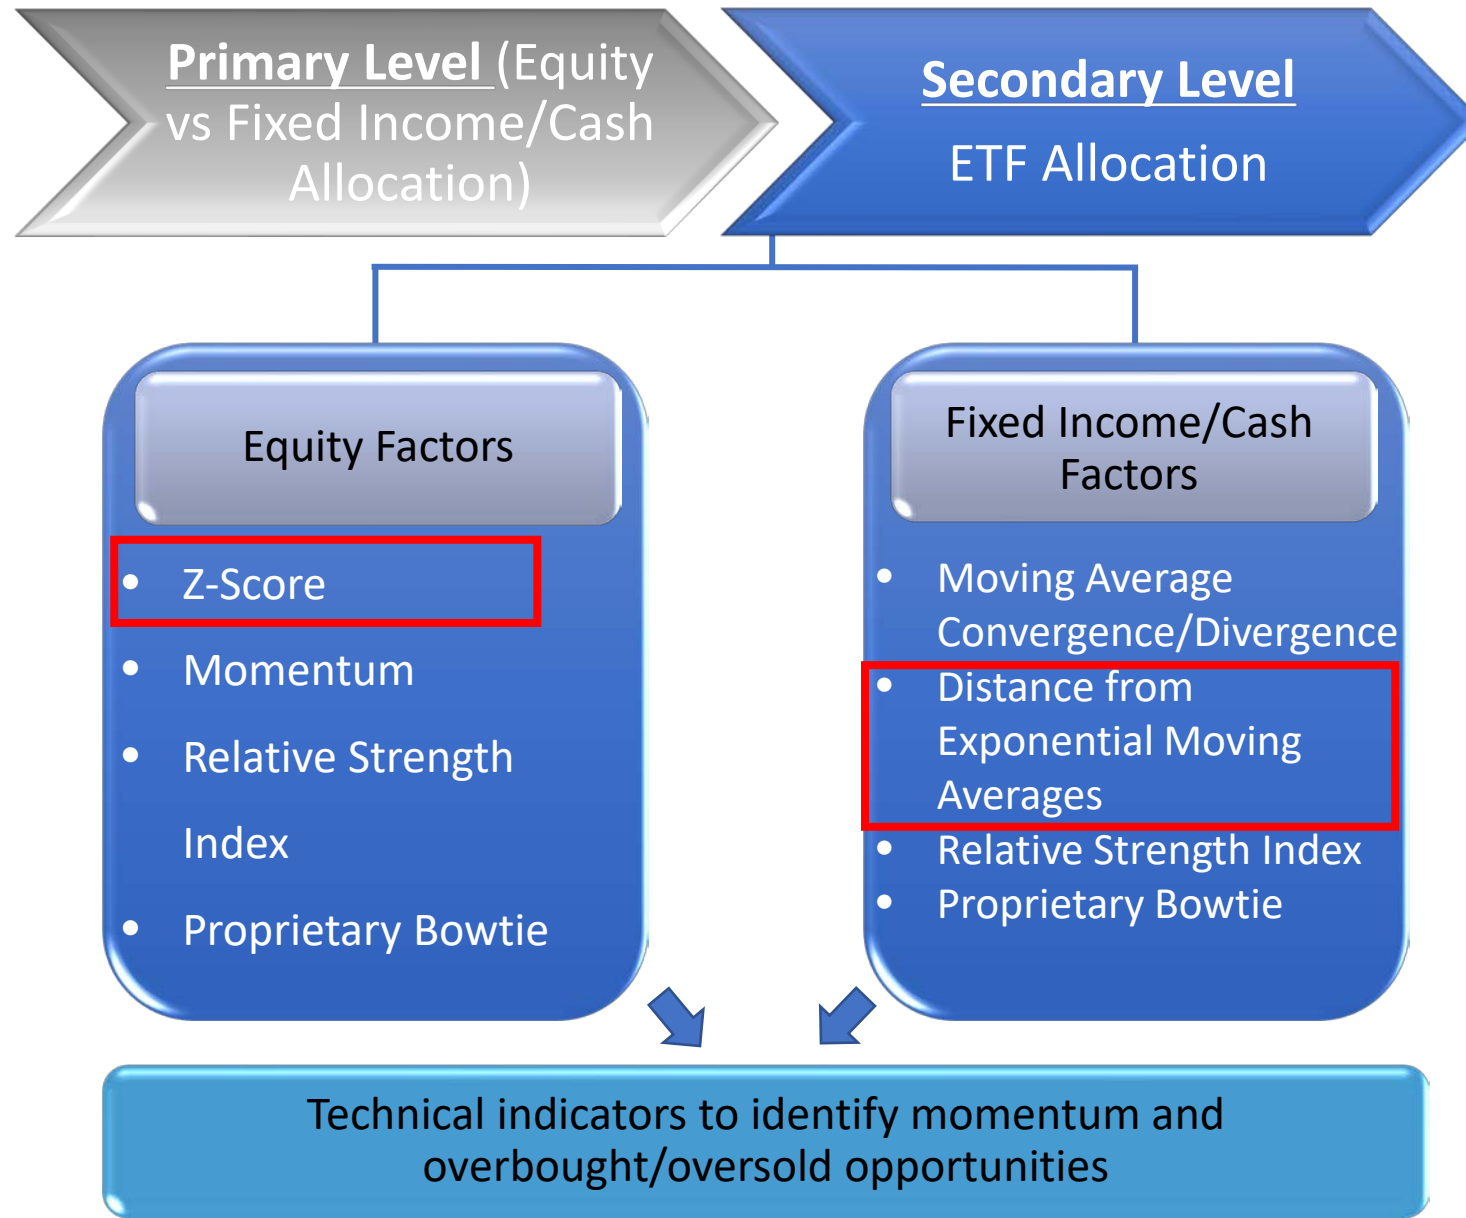 Primary Level (Equity
vs Fixed Income/Cash
Allocation)
Secondary Level
ETF Allocation
Equity Factors
• Z-Score
• Momentum
• Relative Strength
Index
• Proprietary Bowtie
Fixed Income/Cash
Factors
• Moving Average
Convergence/Divergence
• Distance from
Exponential Moving
Averages
• Relative Strength Index
• Proprietary Bowtie
Technical indicators to identify momentum and
overbought/oversold opportunities